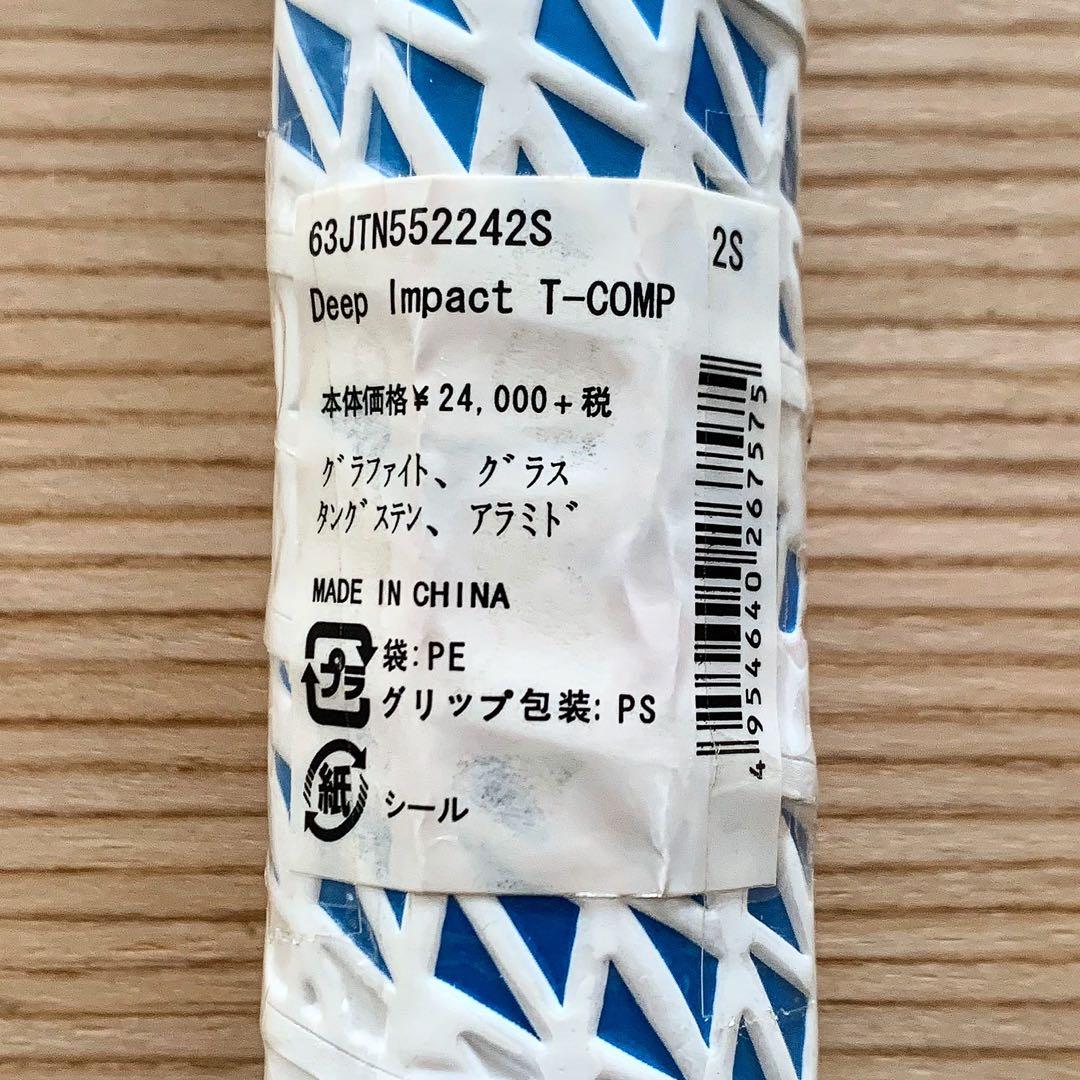 63JTN552242S
2S
Deep Impact T-COMP
本体価格¥24,000+税
ｸﾞﾗﾌｧｲﾄ、 ｸﾞﾗｽ
ﾀﾝｸﾞｽﾃﾝ、 ｱﾗﾐﾄﾞ
MADE IN CHINA
プラ
袋:PE
グリップ包装:PS
紙
シール
4954640267575